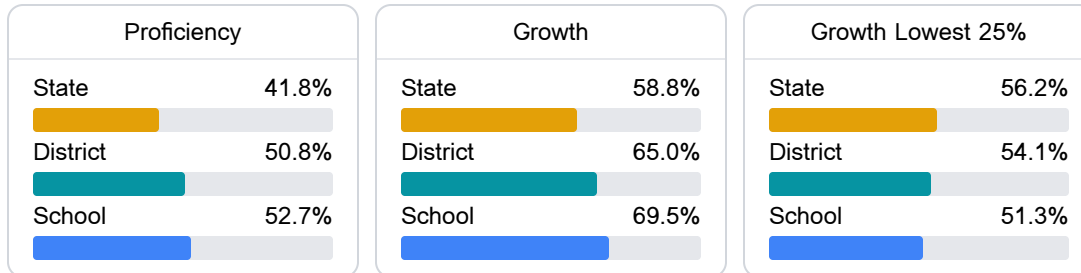 Proficiency
State 41.8%
District 50.8%
School 52.7%
Growth
State 58.8%
District 65.0%
School 69.5%
Growth Lowest 25%
State 56.2%
District 54.1%
School 51.3%